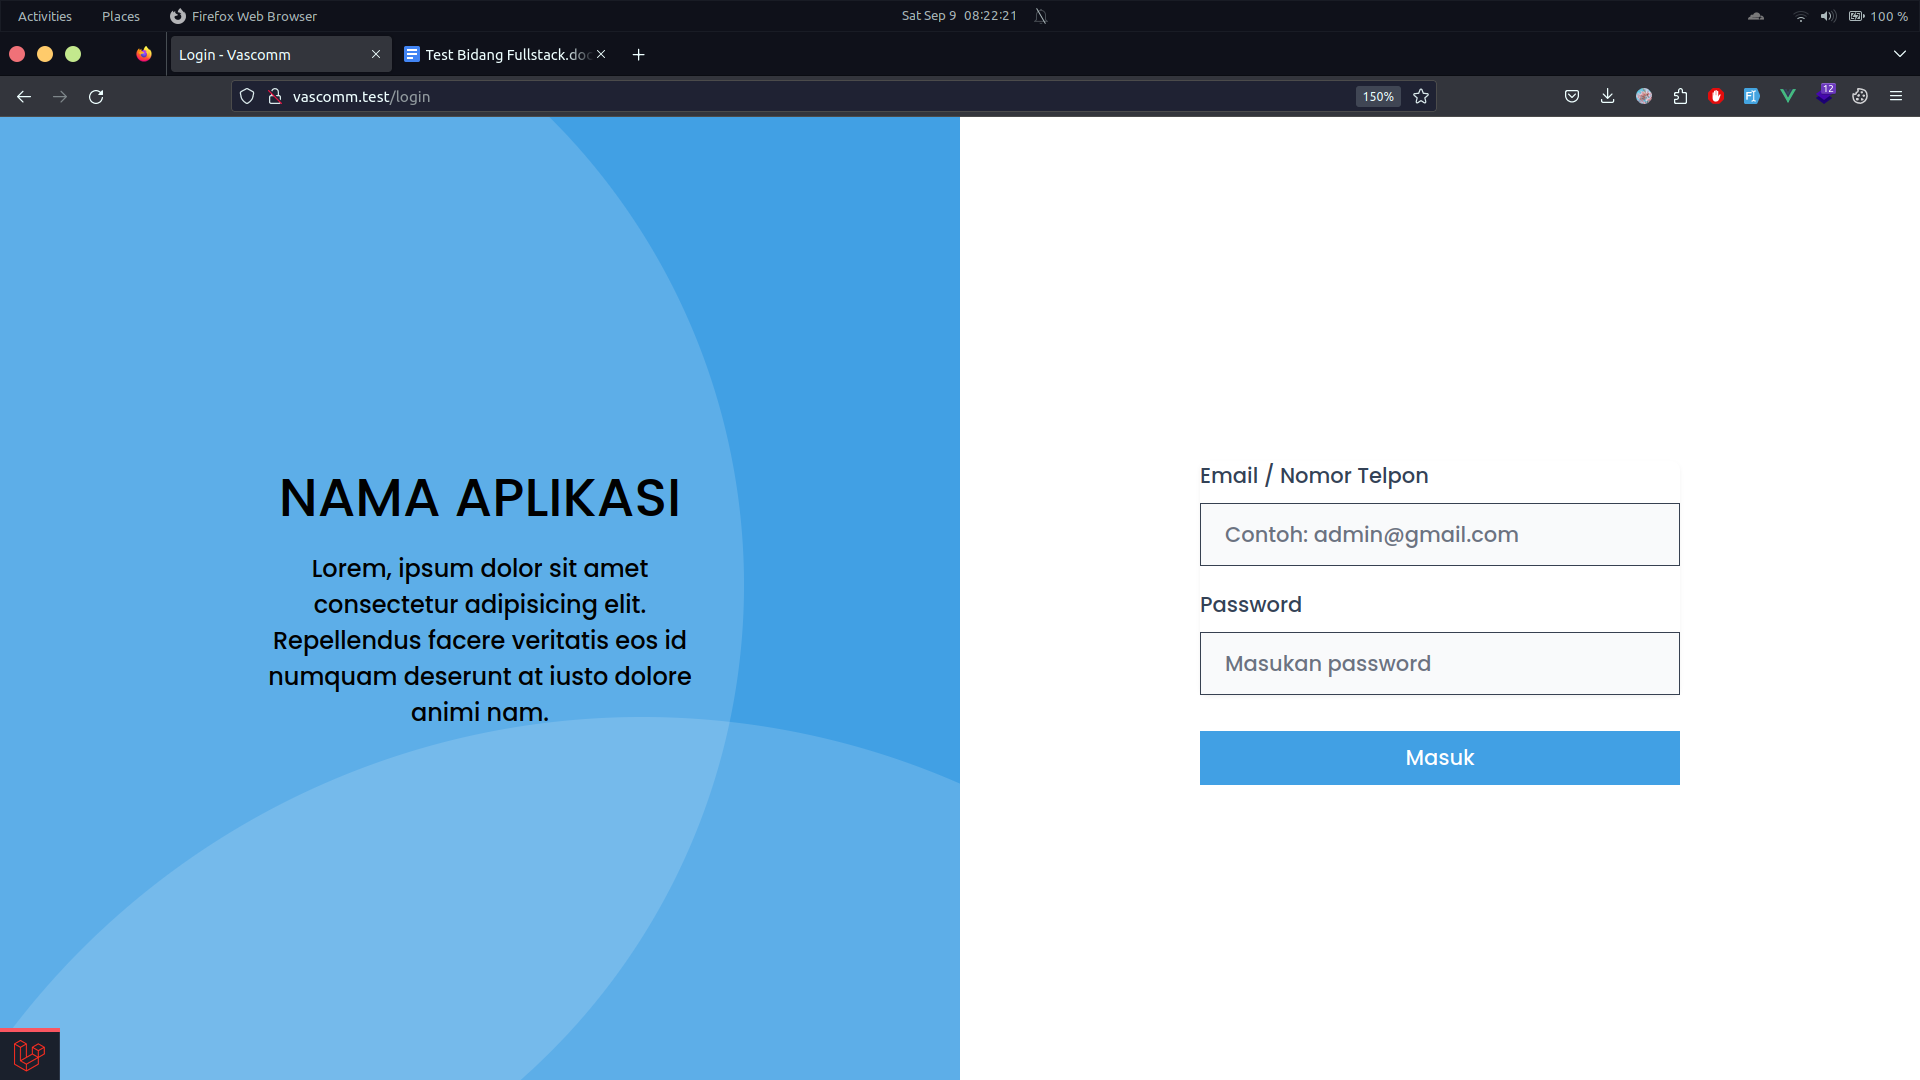 Activities Places Firefox Web Browser Sat Sep 9 08:22:21 100 %
Login - Vascomm Test Bidang Fullstack.doc
vascomm.test/login 150% 12
NAMA APLIKASI
Lorem, ipsum dolor sit amet
consectetur adipisicing elit.
Repellendus facere veritatis eos id
numquam deserunt at iusto dolore
animi nam.
Email / Nomor Telpon
Contoh: admin@gmail.com
Password
Masukan password
Masuk